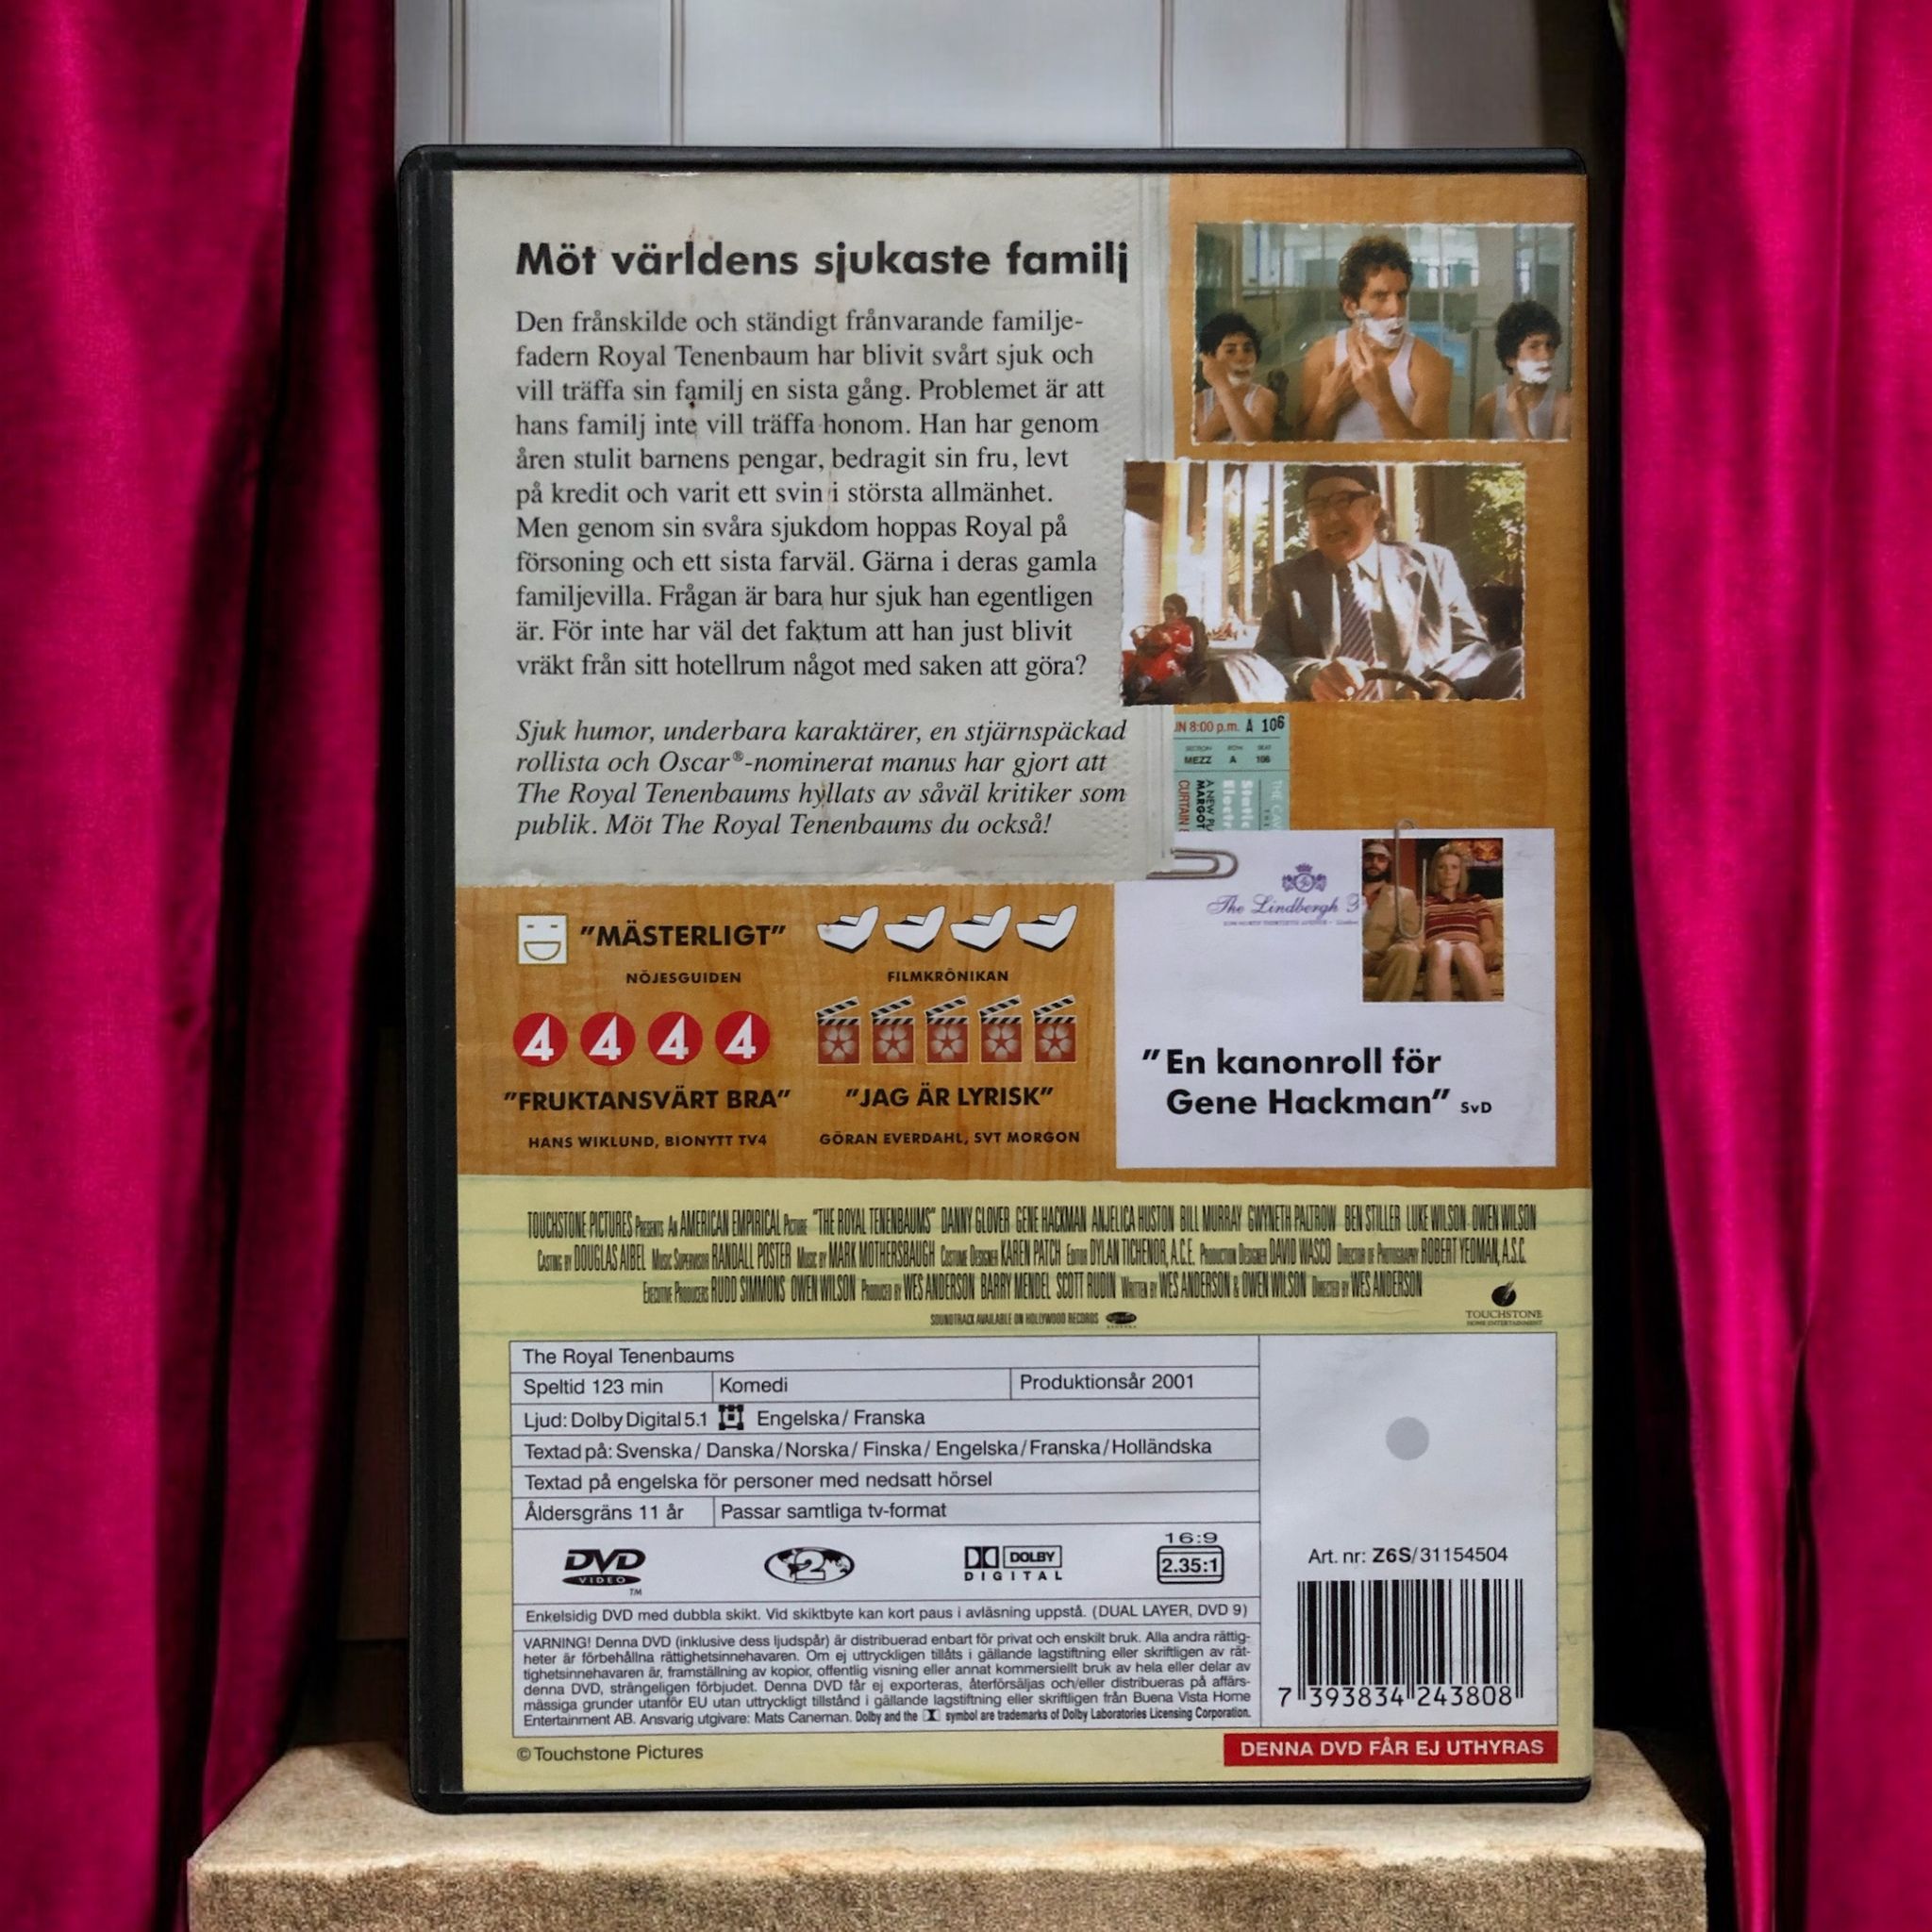 Möt världens sjukaste familj
Den frånskilde och ständigt frånvarande familje-
fadern Royal Tenenbaum har blivit svårt sjuk och
vill träffa sin familj en sista gång. Problemet är att
hans familj inte vill träffa honom. Han har genom
åren stulit barnens pengar, bedragit sin fru, levt
på kredit och varit ett svin i största allmänhet.
Men genom sin svåra sjukdom hoppas Royal på
försoning och ett sista farväl. Gärna i deras gamla
familjevilla. Frågan är bara hur sjuk han egentligen
är. För inte har väl det faktum att han just blivit
vräkt från sitt hotellrum något med saken att göra?
Sjuk humor, underbara karaktärer, en stjärnspäckad
rollista och Oscar®-nominerat manus har gjort att
The Royal Tenenbaums hyllats av såväl kritiker som
publik. Möt The Royal Tenenbaums du också!
8:00 p.m. A 106
SECTION ROW SEAT
MEZZ A 106
MARGOT
CURTAIN
The Lindbergh
"MÄSTERLIGT"
NÖJESGUIDEN
FILMKRÖNIKAN
4 4 4 4
"FRUKTANSVÄRT BRA"
HANS WIKLUND, BIONYTT TV4
"JAG ÄR LYRISK"
GÖRAN EVERDAHL, SVT MORGON
"En kanonroll för
Gene Hackman" SvD
TOUCHSTONE PICTURES PRESENTS AN AMERICAN EMPIRICAL PICTURE "THE ROYAL TENENBAUMS" DANNY GLOVER GENE HACKMAN ANJELICA HUSTON BILL MURRAY GWYNETH PALTROW BEN STILLER LUKE WILSON OWEN WILSON
CASTING BY DOUGLAS AIBEL MUSIC SUPERVISOR RANDALL POSTER MUSIC BY MARK MOTHERSBAUGH COSTUME DESIGNER KAREN PATCH EDITOR DYLAN TICHENOR, A.C.E. PRODUCTION DESIGNER DAVID WASCO DIRECTOR OF PHOTOGRAPHY ROBERT YEOMAN, A.S.C.
EXECUTIVE PRODUCERS RUDD SIMMONS OWEN WILSON PRODUCED BY WES ANDERSON BARRY MENDEL SCOTT RUDIN WRITTEN BY WES ANDERSON & OWEN WILSON DIRECTED BY WES ANDERSON
SOUNDTRACK AVAILABLE ON HOLLYWOOD RECORDS
TOUCHSTONE
HOME ENTERTAINMENT
The Royal Tenenbaums
Speltid 123 min Komedi Produktionsår 2001
Ljud: Dolby Digital 5.1 Engelska/ Franska
Textad på: Svenska/ Danska/ Norska/ Finska/ Engelska/ Franska/ Holländska
Textad på engelska för personer med nedsatt hörsel
Åldersgräns 11 år Passar samtliga tv-format
DVD VIDEO TM
2
DOLBY DIGITAL
16:9
2.35:1
Enkelsidig DVD med dubbla skikt. Vid skiktbyte kan kort paus i avläsning uppstå. (DUAL LAYER, DVD 9)
VARNING! Denna DVD (inklusive dess ljudspår) är distribuerad enbart för privat och enskilt bruk. Alla andra rättig-
heter är förbehållna rättighetsinnehavaren. Om ej uttryckligen tillåts i gällande lagstiftning eller skriftligen av rät-
tighetsinnehavaren är, framställning av kopior, offentlig visning eller annat kommersiellt bruk av hela eller delar av
denna DVD, strängeligen förbjudet. Denna DVD får ej exporteras, återförsäljas och/eller distribueras på affärs-
mässiga grunder utanför EU utan uttryckligt tillstånd i gällande lagstiftning eller skriftligen från Buena Vista Home
Entertainment AB. Ansvarig utgivare: Mats Caneman. Dolby and the symbol are trademarks of Dolby Laboratories Licensing Corporation.
Art. nr: Z6S/31154504
7 393834 243808
© Touchstone Pictures
DENNA DVD FÅR EJ UTHYRAS